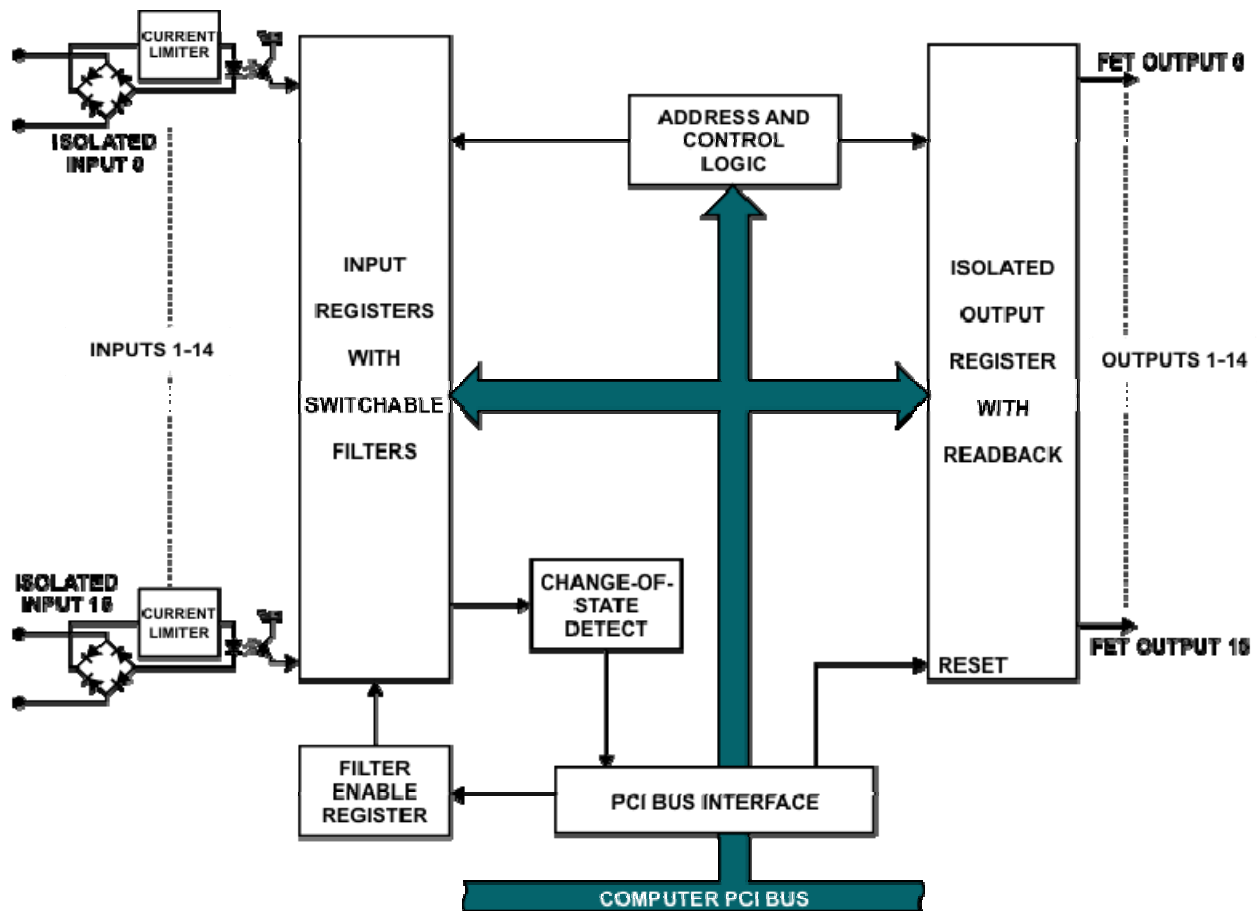 CURRENT
LIMITER
ISOLATED
INPUT 0
INPUTS 1-14
ISOLATED
INPUT 15
CURRENT
LIMITER
INPUT
REGISTERS
WITH
SWITCHABLE
FILTERS
FILTER
ENABLE
REGISTER
ADDRESS AND
CONTROL
LOGIC
CHANGE-OF-
STATE
DETECT
PCI BUS INTERFACE
COMPUTER PCI BUS
ISOLATED
OUTPUT
REGISTER
WITH
READBACK
RESET
FET OUTPUT 0
OUTPUTS 1-14
FET OUTPUT 15